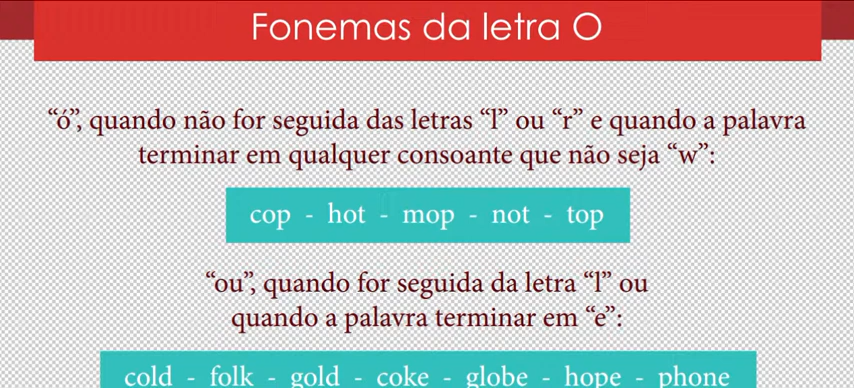 Fonemas da letra O
“ó”, quando não for seguida das letras “l” ou “r” e quando a palavra
terminar em qualquer consoante que não seja “w”:
cop - hot - mop - not - top
“ou”, quando for seguida da letra “l” ou
quando a palavra terminar em “e”:
cold - folk - gold - coke - globe - hope - phone